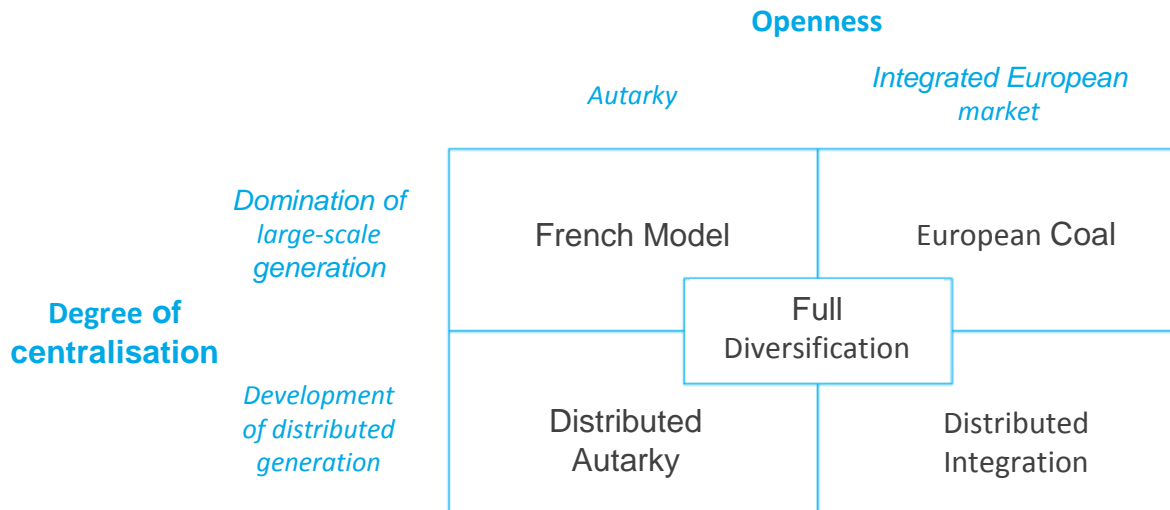 Openness
Autarky
Integrated European
market
Domination of
large-scale
generation
French Model
European Coal
Degree of
centralisation
Full
Diversification
Development
of distributed
generation
Distributed
Autarky
Distributed
Integration